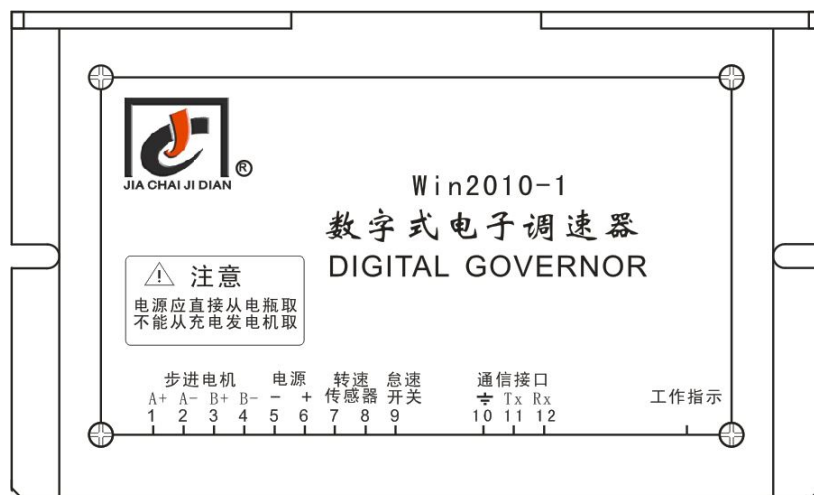 JIA CHAI JI DIAN ®
Win2010-1
数字式电子调速器
DIGITAL GOVERNOR
注意
电源应直接从电瓶取
不能从充电发电机取
步进电机 电源 转速 怠速 通信接口
A+ A- B+ B- - + 传感器 开关 ⏚ Tx Rx 工作指示
1 2 3 4 5 6 7 8 9 10 11 12